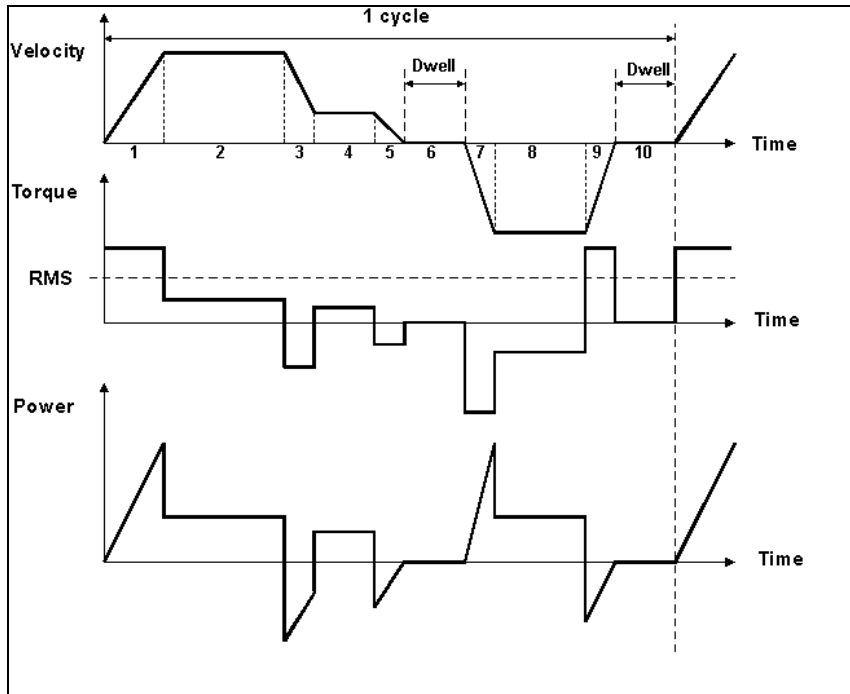 1 cycle
Velocity
Dwell
Dwell
Time
1 2 3 4 5 6 7 8 9 10
Torque
RMS
Time
Power
Time